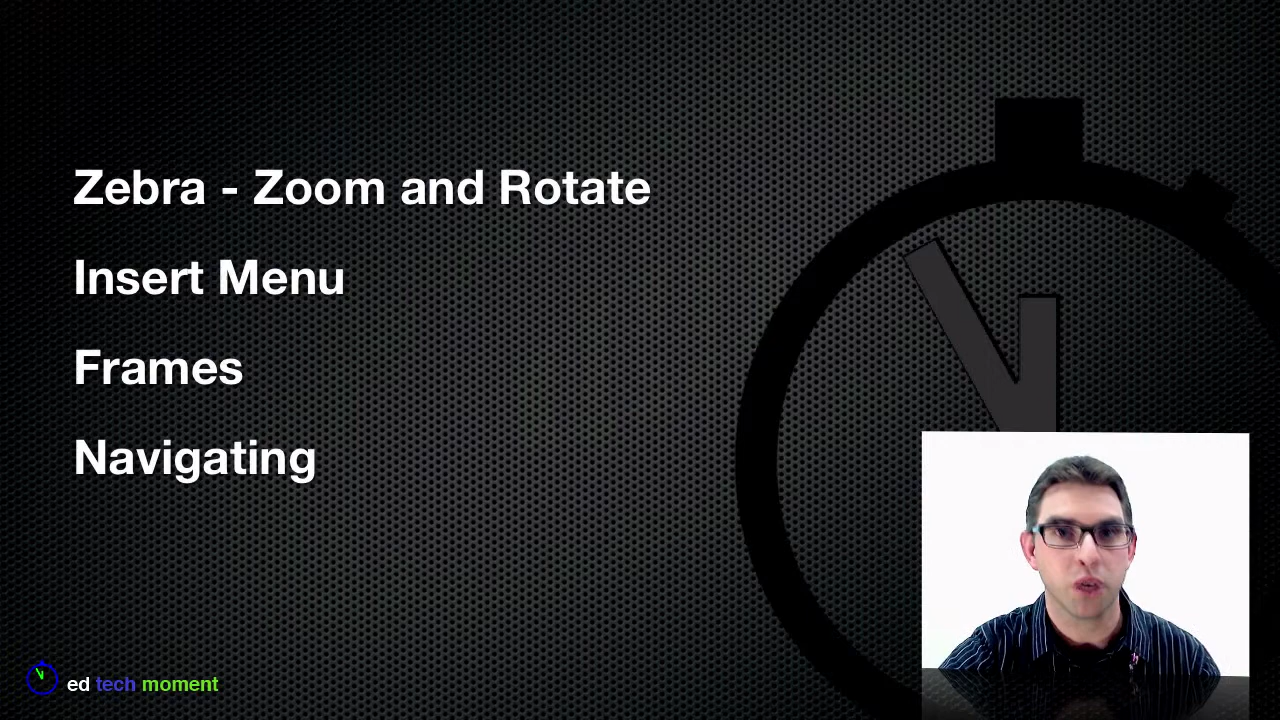 Zebra - Zoom and Rotate
Insert Menu
Frames
Navigating
ed tech moment